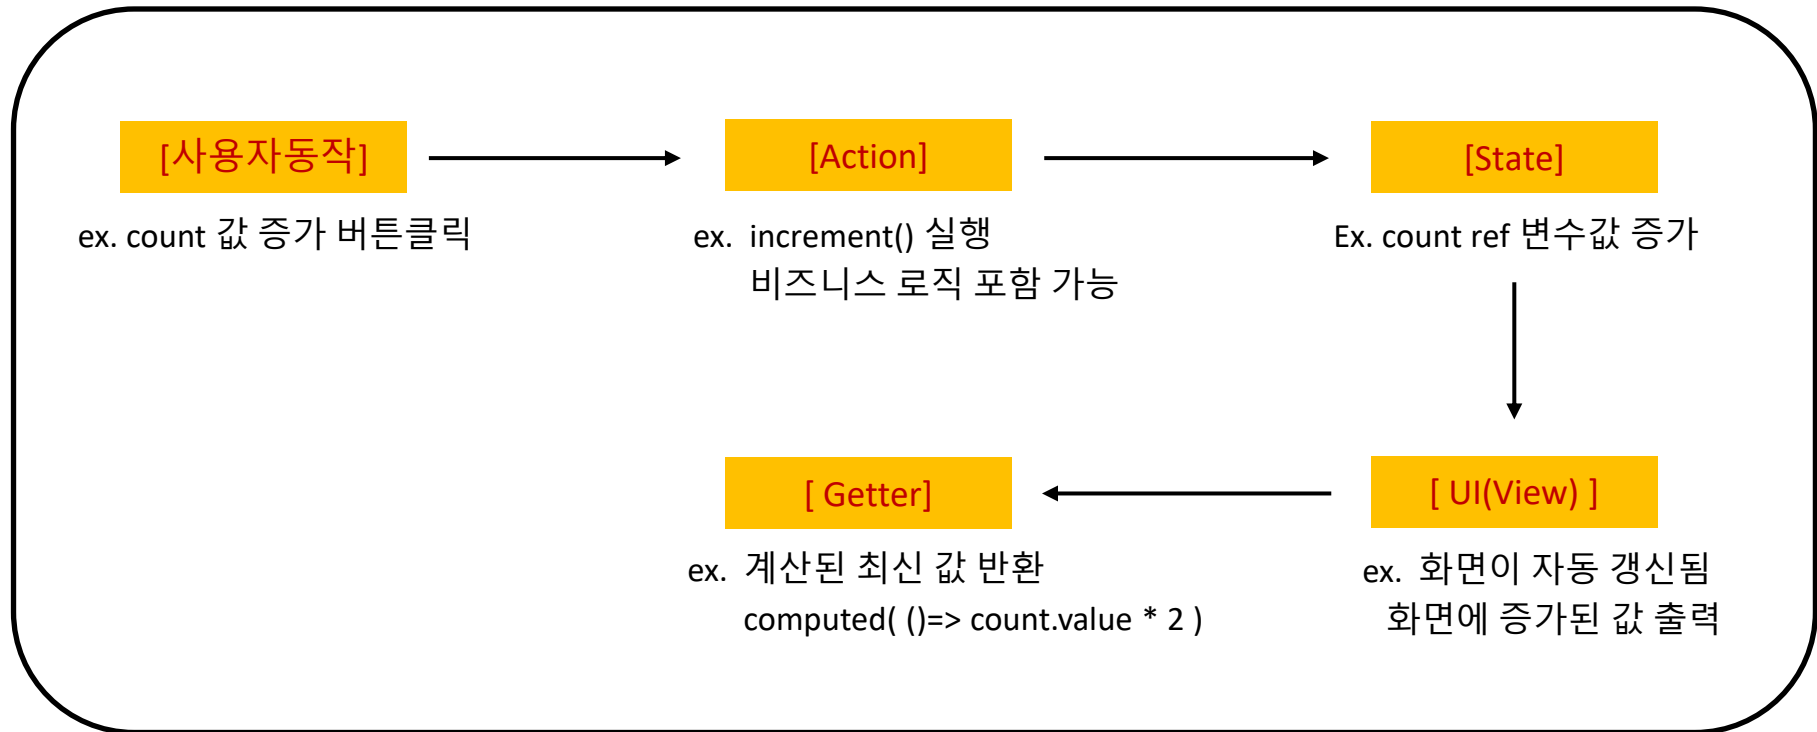 [사용자동작]
ex. count 값 증가 버튼클릭
[Action]
ex. increment() 실행
비즈니스 로직 포함 가능
[State]
Ex. count ref 변수값 증가
[ UI(View) ]
ex. 화면이 자동 갱신됨
화면에 증가된 값 출력
[ Getter]
ex. 계산된 최신 값 반환
computed( ()=> count.value * 2 )